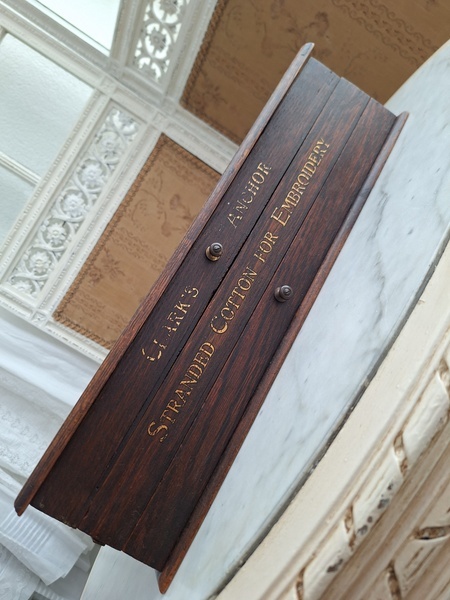 CLARK'S ANCHOR
STRANDED COTTON FOR EMBROIDERY